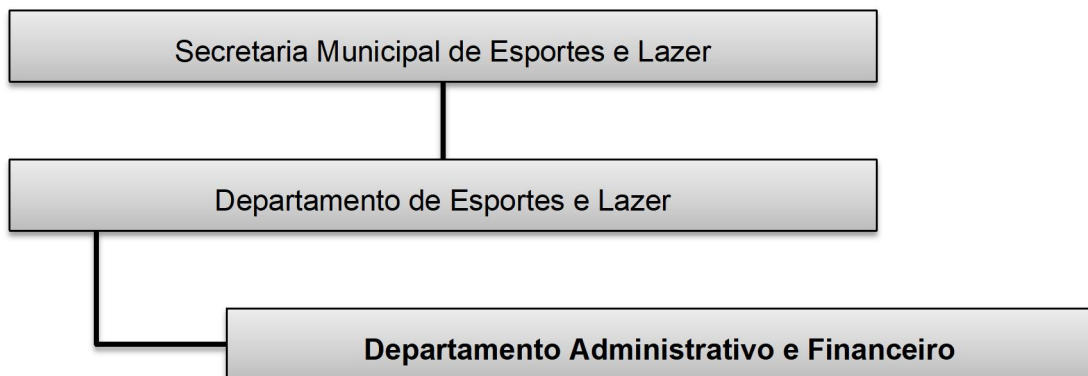 Secretaria Municipal de Esportes e Lazer
Departamento de Esportes e Lazer
Departamento Administrativo e Financeiro